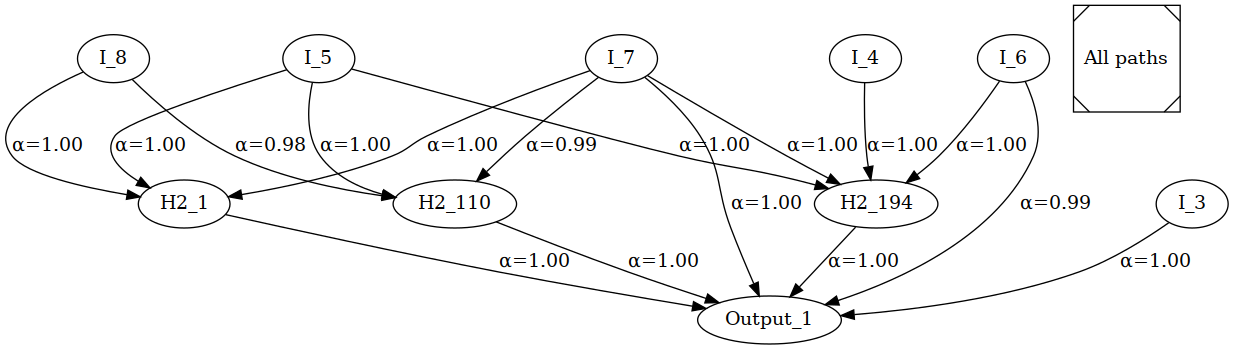 I_8
I_5
I_7
I_4
I_6
All paths
α=1.00
α=1.00
α=0.98
α=1.00
α=1.00
α=0.99
α=1.00
α=1.00
α=1.00
α=1.00
H2_1
H2_110
α=1.00
H2_194
α=0.99
I_3
α=1.00
α=1.00
α=1.00
α=1.00
Output_1